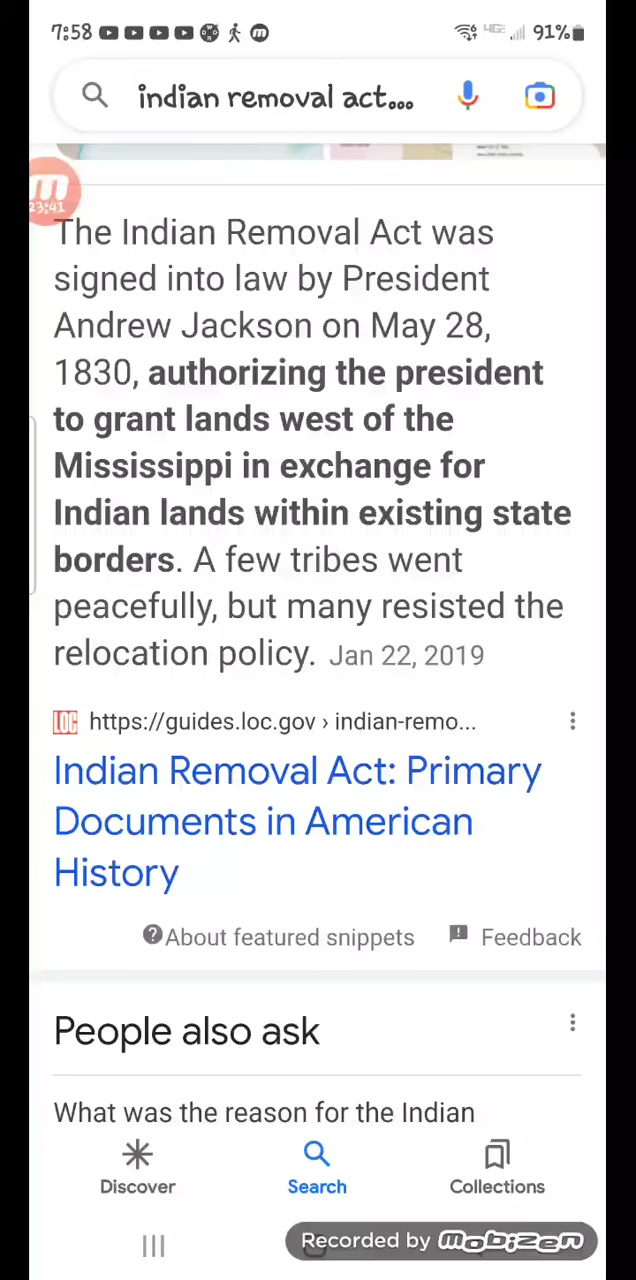 7:58
4GE 91%
indian removal act...
m
23:41
The Indian Removal Act was
signed into law by President
Andrew Jackson on May 28,
1830, authorizing the president
to grant lands west of the
Mississippi in exchange for
Indian lands within existing state
borders. A few tribes went
peacefully, but many resisted the
relocation policy. Jan 22, 2019
LOC https://guides.loc.gov › indian-remo...
Indian Removal Act: Primary
Documents in American
History
About featured snippets Feedback
People also ask
What was the reason for the Indian
Discover Search Collections
Recorded by mobizen